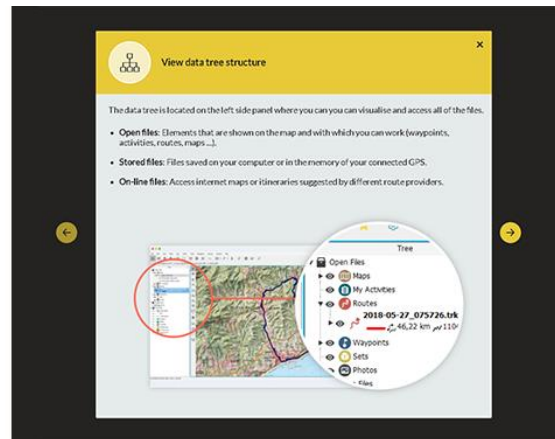 View data tree structure
The data tree is located on the left side panel where you can you can visualise and access all of the files.
• Open files: Elements that are shown on the map and with which you can work (waypoints,
activities, routes, maps ...).
• Stored files: Files saved on your computer or in the memory of your connected GPS.
• On-line files: Access internet maps or itineraries suggested by different route providers.
Tree
Open Files
Maps
My Activities
Routes
2018-05-27_075726.trk
46,22 km 1104
Waypoints
Sets
Photos
Files